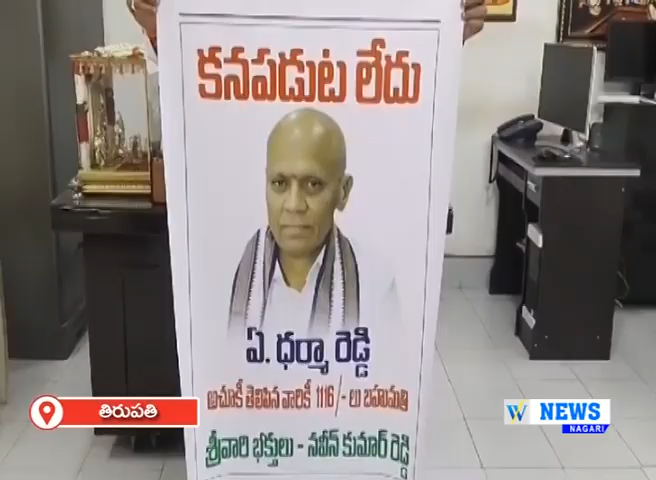 కనపడుట లేదు
ఏ. ధర్మా రెడ్డి
ఆచూకీ తెలిపిన వారికి 1116/-లు బహుమతి
శ్రీవారి భక్తులు - నవీన్ కుమార్ రెడ్డి
తిరుపతి
W NEWS
NAGARI